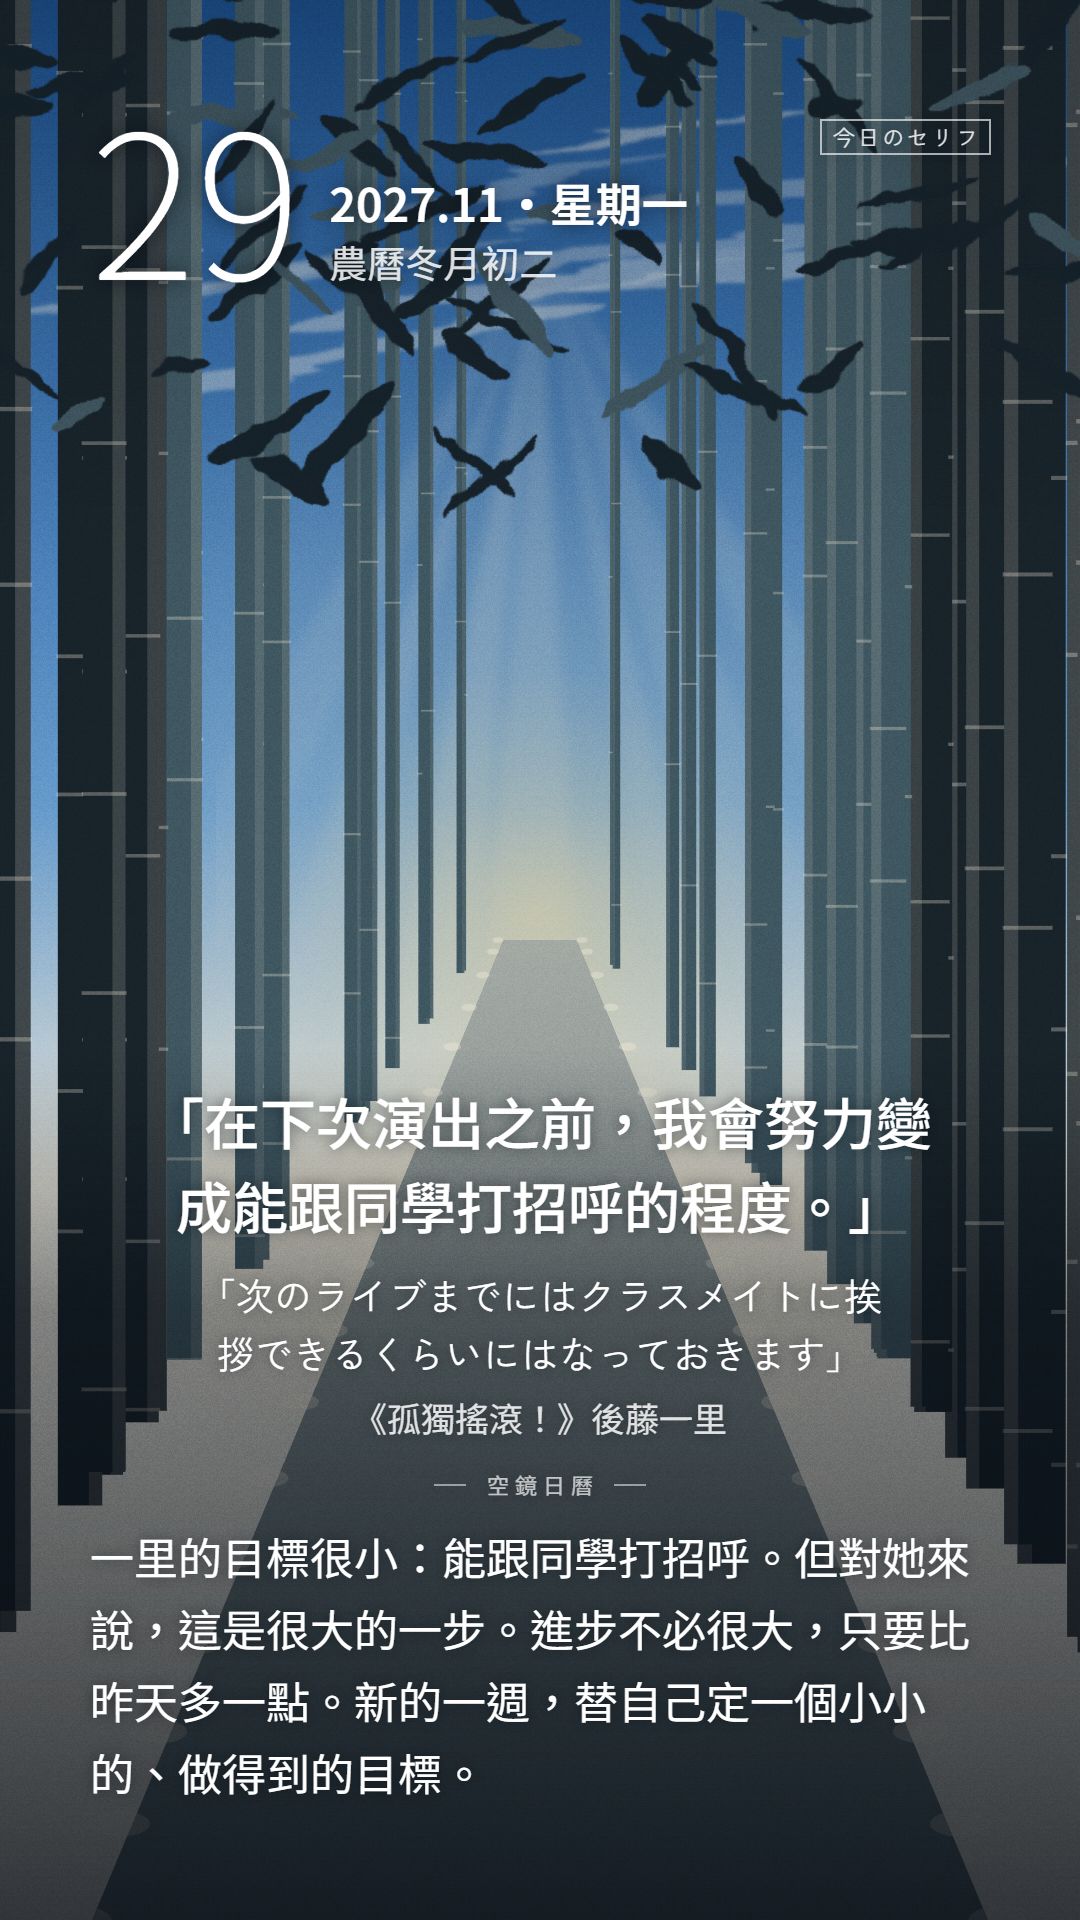 29
2027.11・星期一
農曆冬月初二
今日のセリフ
「在下次演出之前，我會努力變
成能跟同學打招呼的程度。」
「次のライブまでにはクラスメイトに挨
拶できるくらいにはなっておきます」
《孤獨搖滾！》後藤一里
空鏡日曆
一里的目標很小：能跟同學打招呼。但對她來
說，這是很大的一步。進步不必很大，只要比
昨天多一點。新的一週，替自己定一個小小
的、做得到的目標。